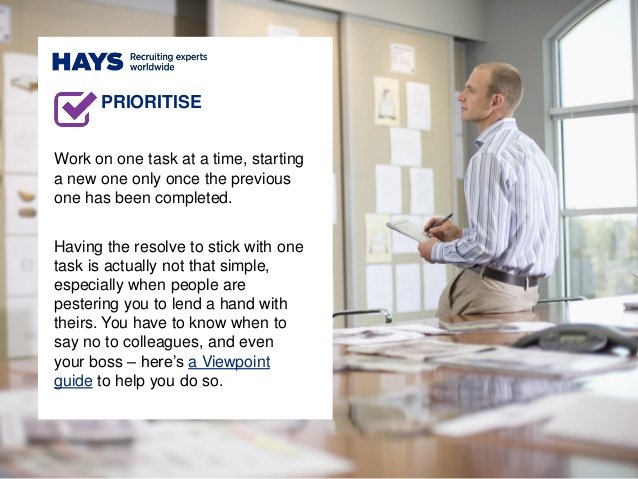 HAYS Recruiting experts
worldwide
PRIORITISE
Work on one task at a time, starting
a new one only once the previous
one has been completed.
Having the resolve to stick with one
task is actually not that simple,
especially when people are
pestering you to lend a hand with
theirs. You have to know when to
say no to colleagues, and even
your boss – here’s a Viewpoint
guide to help you do so.